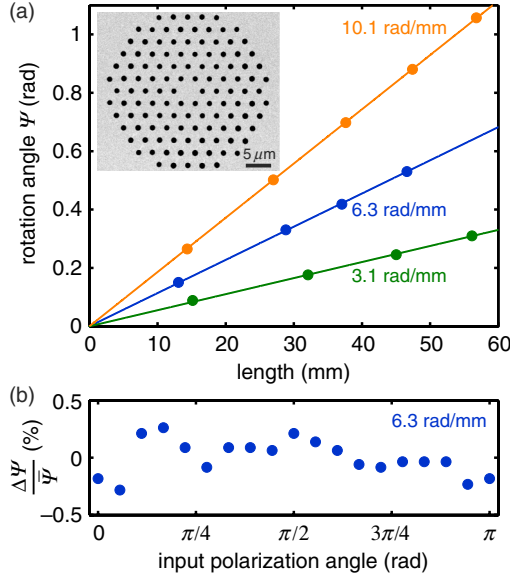 (a)
rotation angle Ψ (rad)
1
0.8
0.6
0.4
0.2
0
5 μm
10.1 rad/mm
6.3 rad/mm
3.1 rad/mm
0 10 20 30 40 50 60
length (mm)
(b)
ΔΨ/Ψ̅ (%)
0.5
0
−0.5
6.3 rad/mm
0 π/4 π/2 3π/4 π
input polarization angle (rad)